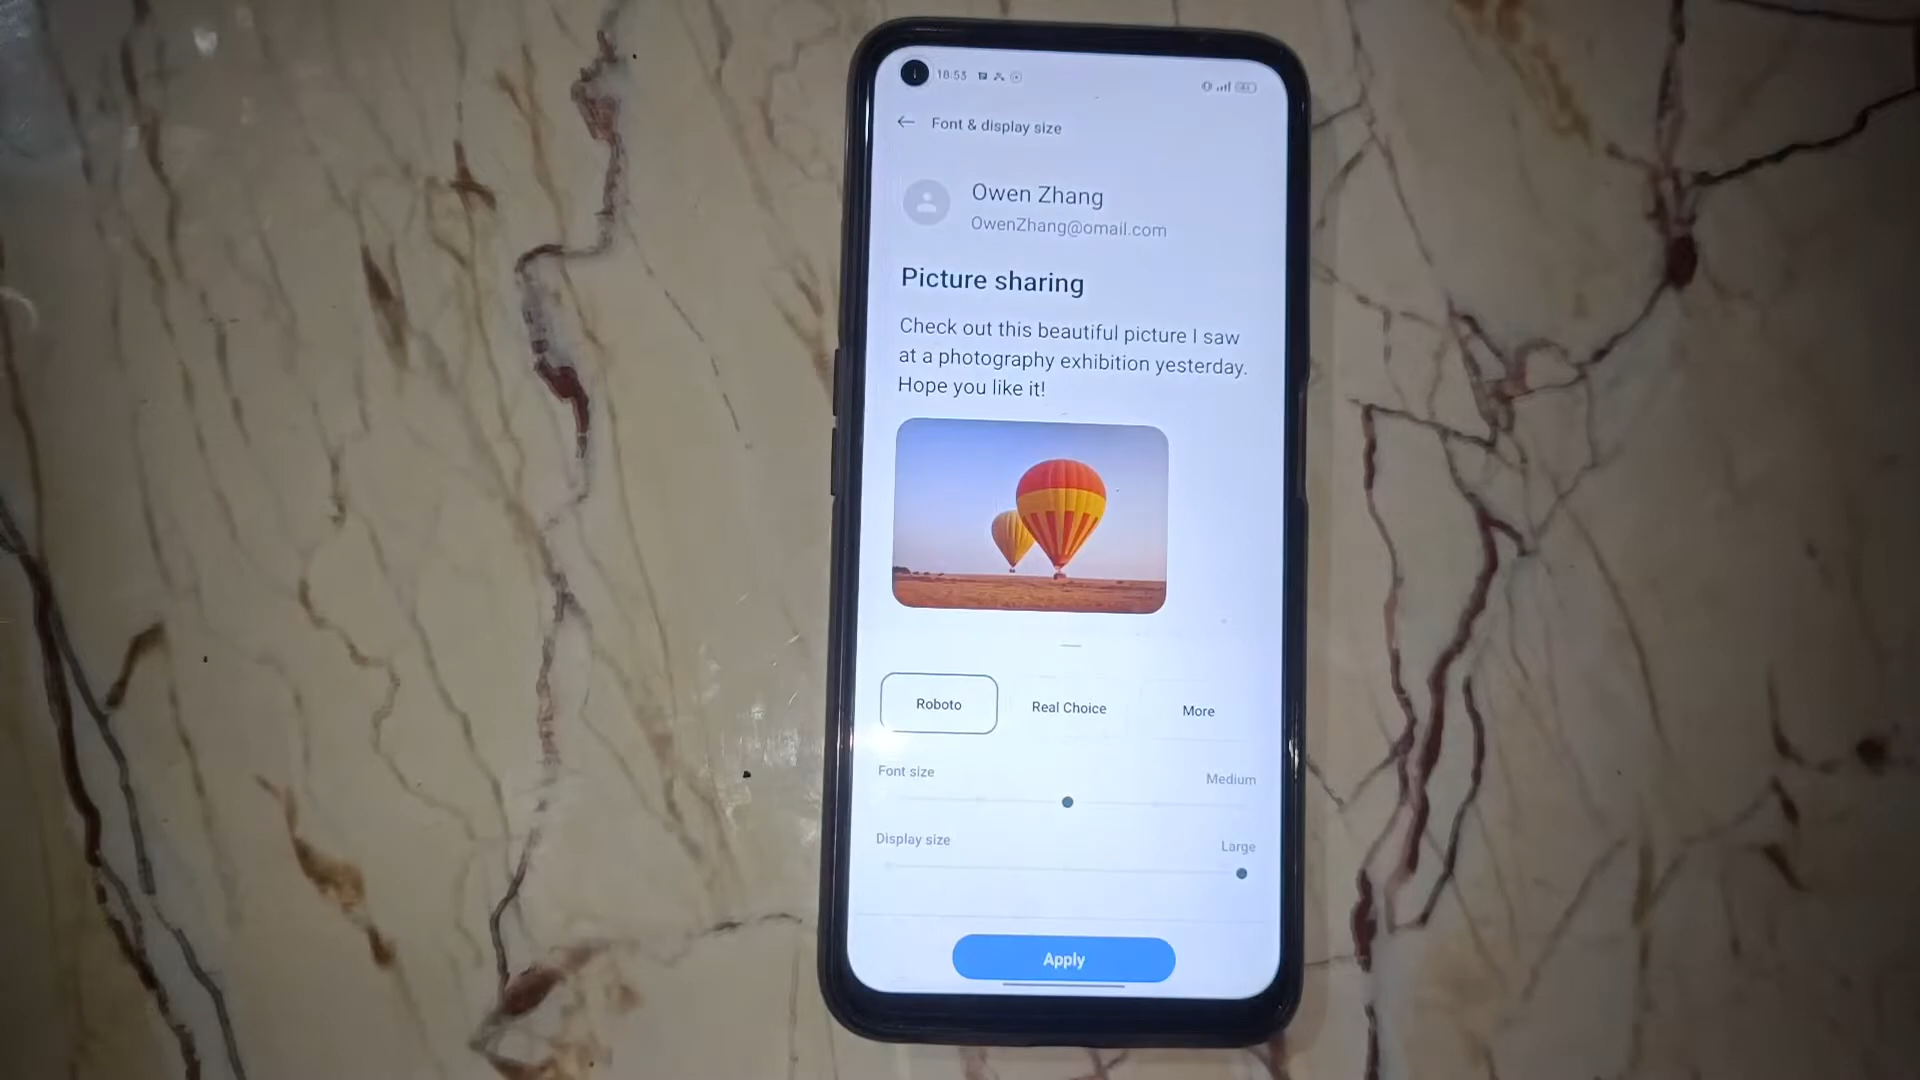 18:53
Font & display size
Owen Zhang
OwenZhang@omail.com
Picture sharing
Check out this beautiful picture I saw
at a photography exhibition yesterday.
Hope you like it!
Roboto
Real Choice
More
Font size
Medium
Display size
Large
Apply